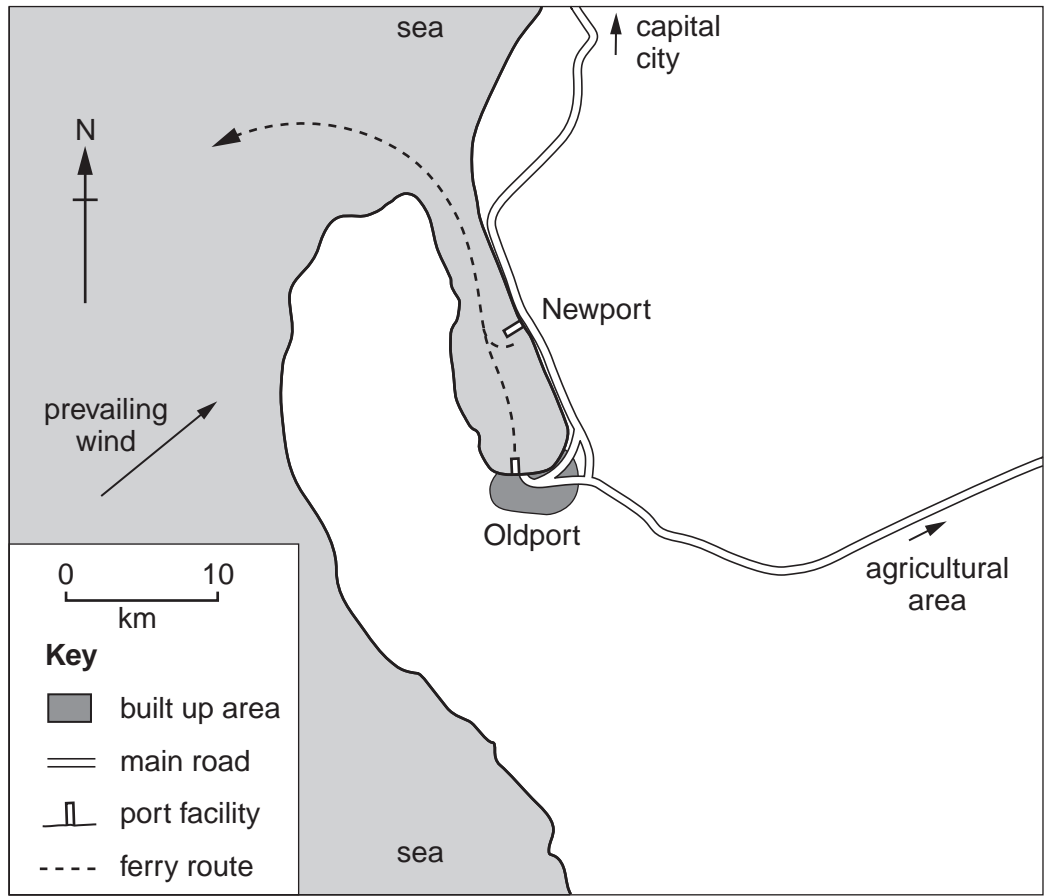 sea
capital
city
N
Newport
prevailing
wind
Oldport
agricultural
area
0 10
km
Key
built up area
main road
port facility
ferry route
sea